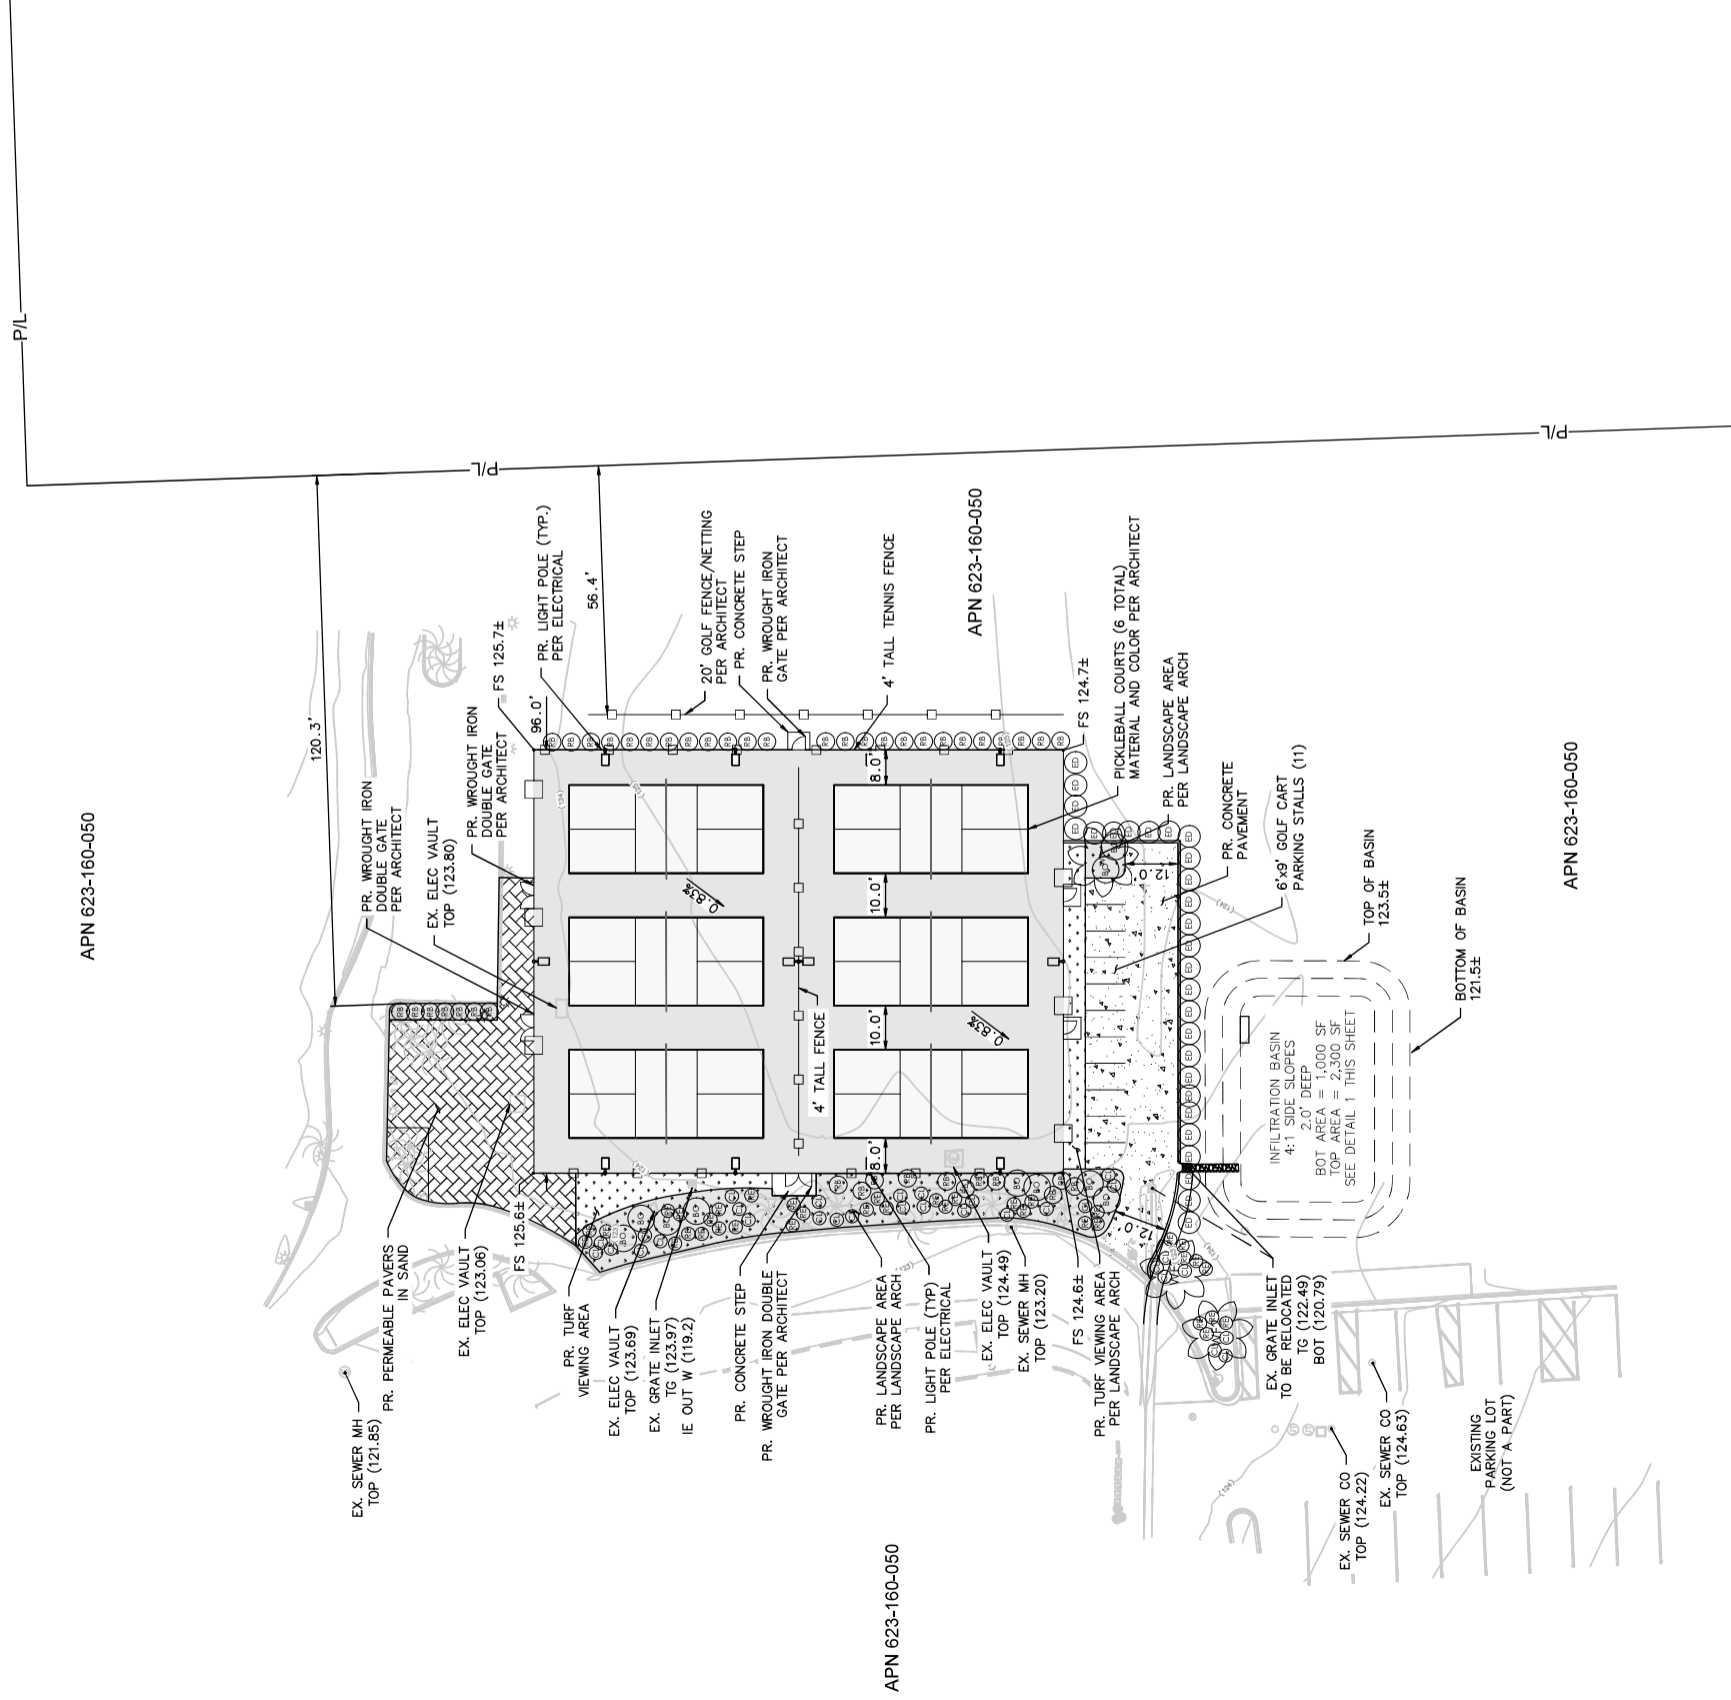 P/L
P/L
P/L
APN 623-160-050
APN 623-160-050
APN 623-160-050
APN 623-160-050
120.3'
56.4'
96.0'
PR. WROUGHT IRON
DOUBLE GATE
PER ARCHITECT
EX. ELEC VAULT
TOP (123.80)
PR. WROUGHT IRON
DOUBLE GATE
PER ARCHITECT
FS 125.7±
PR. LIGHT POLE (TYP.)
PER ELECTRICAL
20' GOLF FENCE/NETTING
PER ARCHITECT
PR. CONCRETE STEP
PR. WROUGHT IRON
GATE PER ARCHITECT
4' TALL TENNIS FENCE
FS 124.7±
PICKLEBALL COURTS (6 TOTAL)
MATERIAL AND COLOR PER ARCHITECT
PR. LANDSCAPE AREA
PER LANDSCAPE ARCH
PR. CONCRETE
PAVEMENT
6'x9' GOLF CART
PARKING STALLS (11)
TOP OF BASIN
123.5±
BOTTOM OF BASIN
121.5±
INFILTRATION BASIN
4:1 SIDE SLOPES
2.0' DEEP
BOT AREA = 1,000 SF
TOP AREA = 2,300 SF
SEE DETAIL 1 THIS SHEET
8.0'
10.0'
10.0'
8.0'
0.83%
0.83%
4' TALL FENCE
12.0'
12.0'
EX. SEWER MH
TOP (121.85)
PR. PERMEABLE PAVERS
IN SAND
EX. ELEC VAULT
TOP (123.06)
FS 125.6±
PR. TURF
VIEWING AREA
EX. ELEC VAULT
TOP (123.69)
EX. GRATE INLET
TG (123.97)
IE OUT W (119.2)
PR. CONCRETE STEP
PR. WROUGHT IRON DOUBLE
GATE PER ARCHITECT
PR. LANDSCAPE AREA
PER LANDSCAPE ARCH
PR. LIGHT POLE (TYP)
PER ELECTRICAL
EX. ELEC VAULT
TOP (124.49)
EX. SEWER MH
TOP (123.20)
FS 124.6±
PR. TURF VIEWING AREA
PER LANDSCAPE ARCH
EX. GRATE INLET
TO BE RELOCATED
TG (122.49)
BOT (120.79)
EX. SEWER CO
TOP (124.22)
EX. SEWER CO
TOP (124.63)
EXISTING
PARKING LOT
(NOT A PART)
(123)
(124)